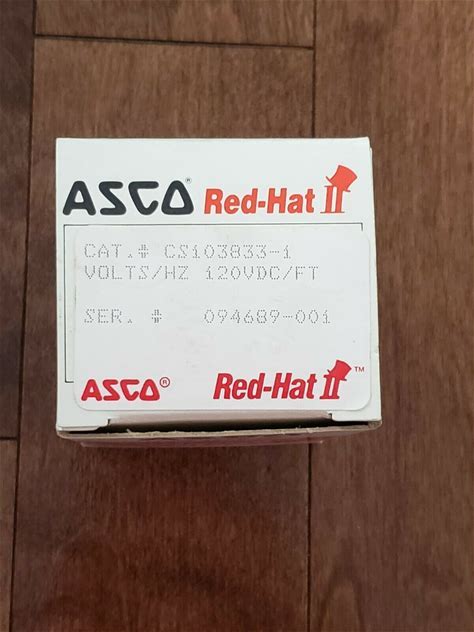 ASCO® Red-Hat II
CAT.# CS103833-1
VOLTS/HZ 120VDC/FT
SER. # 094689-001
ASCO® Red-Hat II™